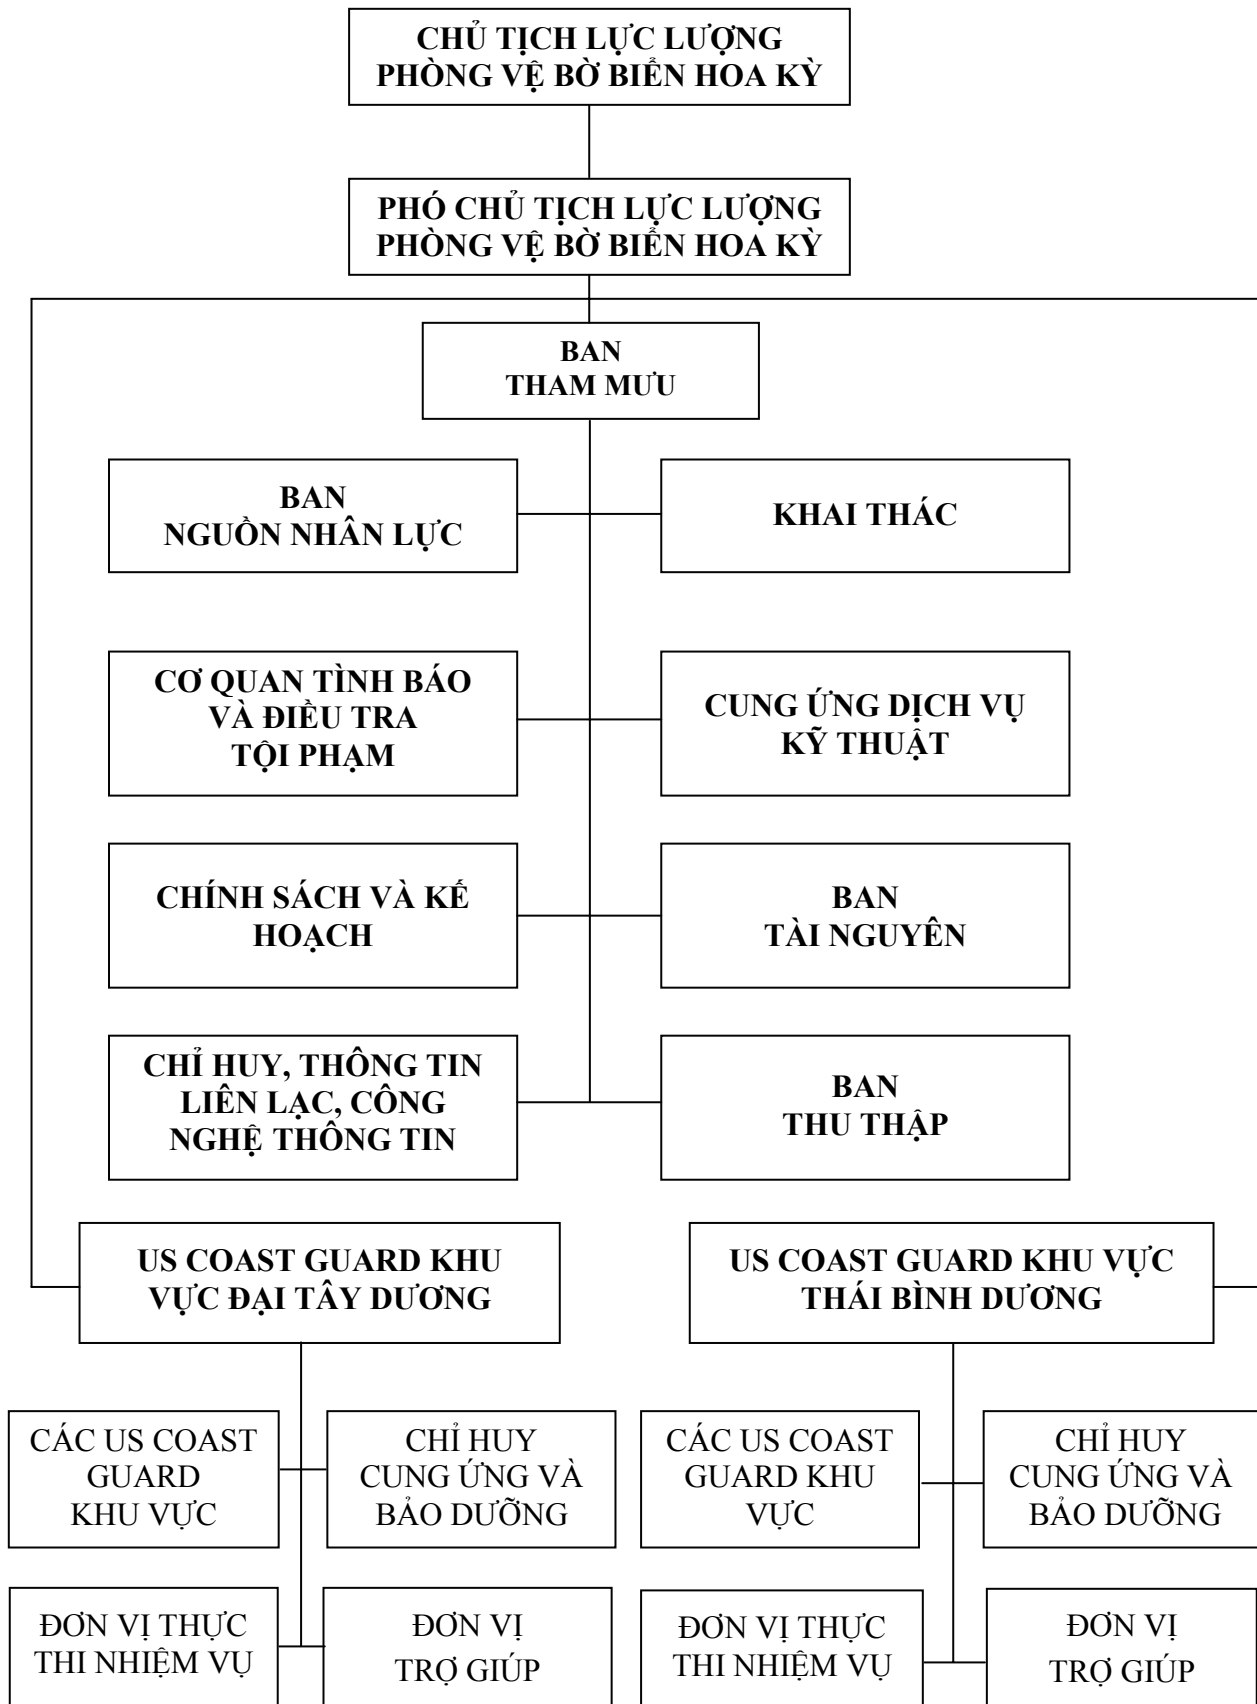 CHỦ TỊCH LỰC LƯỢNG
PHÒNG VỆ BỜ BIỂN HOA KỲ
PHÓ CHỦ TỊCH LỰC LƯỢNG
PHÒNG VỆ BỜ BIỂN HOA KỲ
BAN
THAM MƯU
BAN
NGUỒN NHÂN LỰC
KHAI THÁC
CƠ QUAN TÌNH BÁO
VÀ ĐIỀU TRA
TỘI PHẠM
CUNG ỨNG DỊCH VỤ
KỸ THUẬT
CHÍNH SÁCH VÀ KẾ
HOẠCH
BAN
TÀI NGUYÊN
CHỈ HUY, THÔNG TIN
LIÊN LẠC, CÔNG
NGHỆ THÔNG TIN
BAN
THU THẬP
US COAST GUARD KHU
VỰC ĐẠI TÂY DƯƠNG
US COAST GUARD KHU VỰC
THÁI BÌNH DƯƠNG
CÁC US COAST
GUARD
KHU VỰC
CHỈ HUY
CUNG ỨNG VÀ
BẢO DƯỠNG
CÁC US COAST
GUARD KHU
VỰC
CHỈ HUY
CUNG ỨNG VÀ
BẢO DƯỠNG
ĐƠN VỊ THỰC
THI NHIỆM VỤ
ĐƠN VỊ
TRỢ GIÚP
ĐƠN VỊ THỰC
THI NHIỆM VỤ
ĐƠN VỊ
TRỢ GIÚP